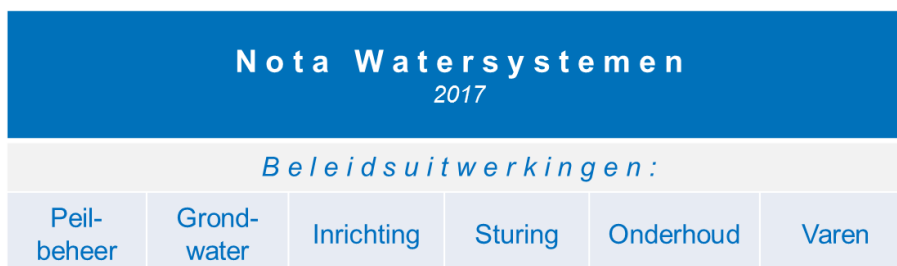 Nota Watersystemen
2017
Beleidsuitwerkingen:
Peil-
beheer
Grond-
water
Inrichting
Sturing
Onderhoud
Varen